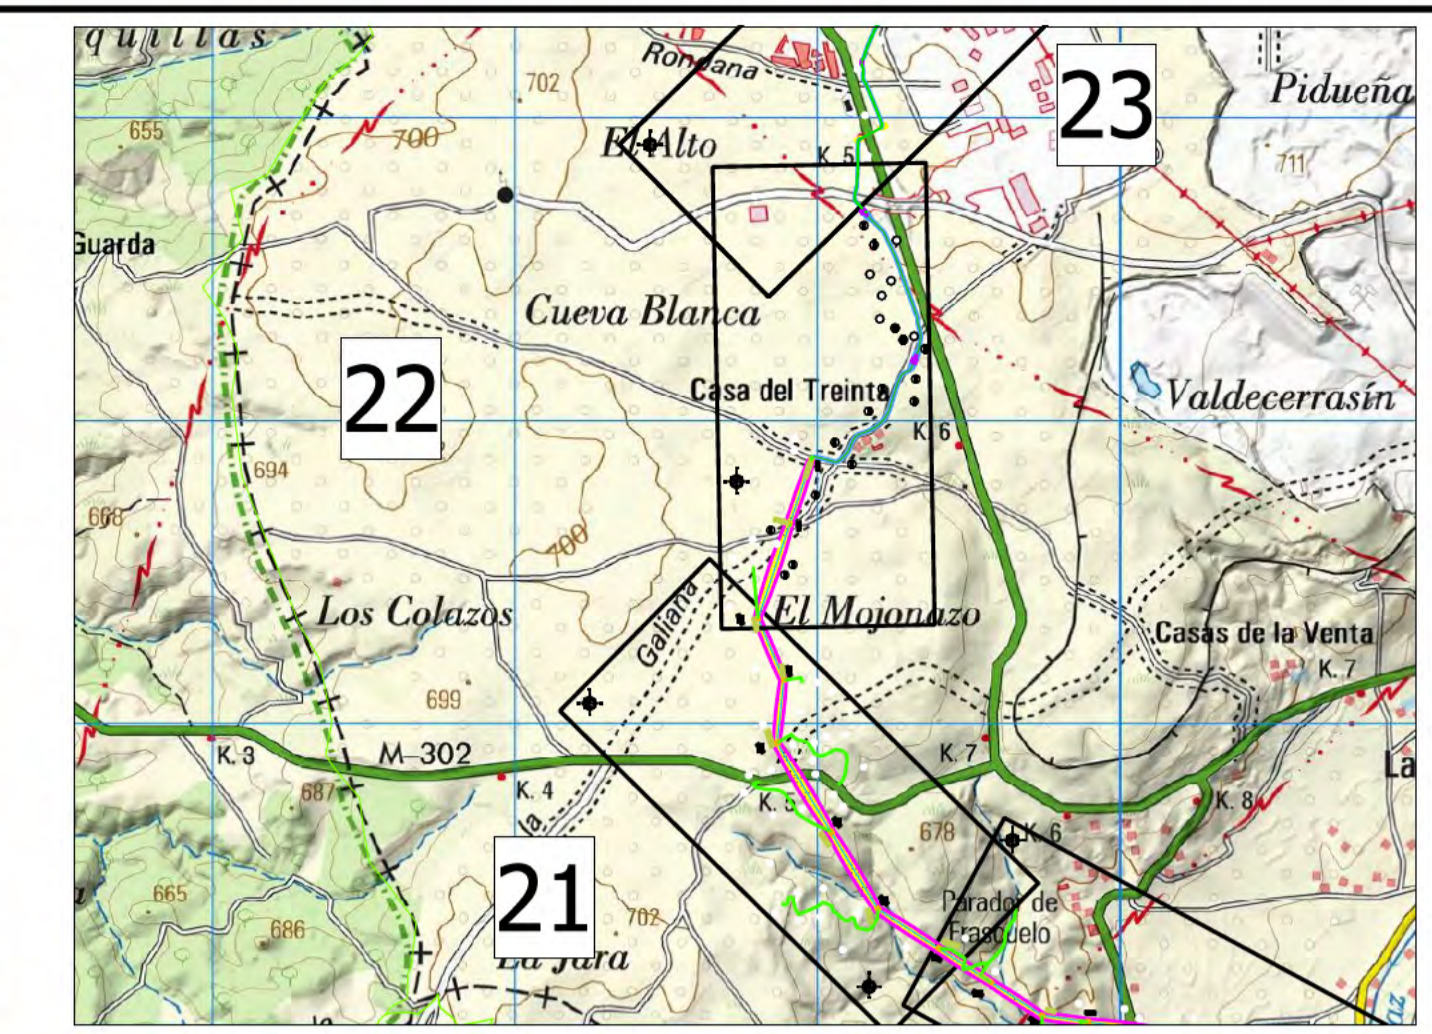 quillas
Rondana
702
23
Pidueña
655
700
El Alto
K. 5
711
Guarda
Cueva Blanca
22
Casa del Treinta
Valdecerrasín
K. 6
694
668
700
Los Colazos
Galiana
El Mojonazo
Casas de la Venta
K. 7
699
K. 3
M-302
K. 7
687
K. 4
K. 5
K. 8
la
678
K. 6
La
21
665
702
Parador de
Frascuelo
686
La Jara